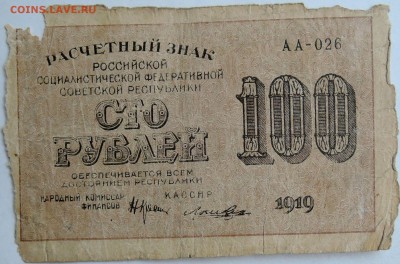 COINS.LAVE.RU
РАСЧЕТНЫЙ ЗНАК
АА-026
РОССИЙСКОЙ
СОЦИАЛИСТИЧЕСКОЙ ФЕДЕРАТИВНОЙ
СОВЕТСКОЙ РЕСПУБЛИКИ
СТО
РУБЛЕЙ
100
ОБЕСПЕЧИВАЕТСЯ ВСЕМ
ДОСТОЯНИЕМ РЕСПУБЛИКИ
НАРОДНЫЙ КОМИССАР
ФИНАНСОВ
КАССИР
1919